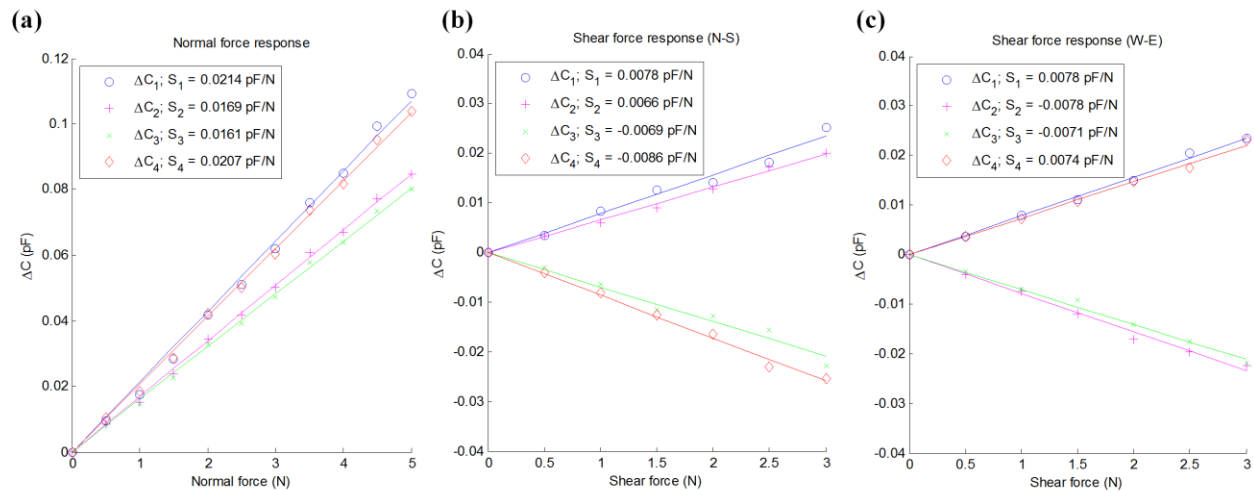 (a)
Normal force response
0.12
0.1
0.08
0.06
0.04
0.02
0
ΔC (pF)
ΔC1; S1 = 0.0214 pF/N
ΔC2; S2 = 0.0169 pF/N
ΔC3; S3 = 0.0161 pF/N
ΔC4; S4 = 0.0207 pF/N
0 1 2 3 4 5
Normal force (N)
(b)
Shear force response (N-S)
0.04
0.03
0.02
0.01
0
-0.01
-0.02
-0.03
-0.04
ΔC (pF)
ΔC1; S1 = 0.0078 pF/N
ΔC2; S2 = 0.0066 pF/N
ΔC3; S3 = -0.0069 pF/N
ΔC4; S4 = -0.0086 pF/N
0 0.5 1 1.5 2 2.5 3
Shear force (N)
(c)
Shear force response (W-E)
0.04
0.03
0.02
0.01
0
-0.01
-0.02
-0.03
-0.04
ΔC (pF)
ΔC1; S1 = 0.0078 pF/N
ΔC2; S2 = -0.0078 pF/N
ΔC3; S3 = -0.0071 pF/N
ΔC4; S4 = 0.0074 pF/N
0 0.5 1 1.5 2 2.5 3
Shear force (N)